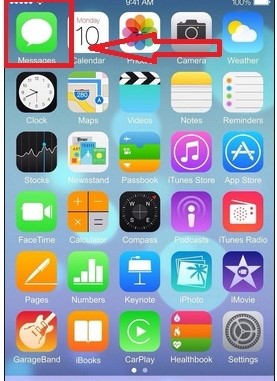 9:41 AM 100%
Monday
10
Messages Calendar Photos Camera Weather
Clock Maps Videos Notes Reminders
Stocks Newsstand Passbook iTunes Store App Store
FaceTime Calculator Compass Podcasts iTunes Radio
Pages Numbers Keynote iPhoto iMovie
GarageBand iBooks CarPlay Healthbook Settings